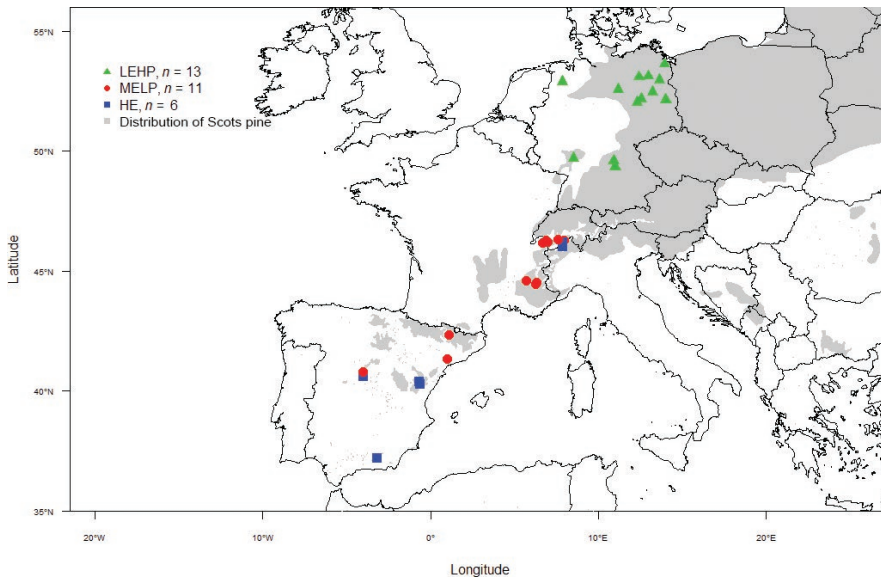 55°N
50°N
45°N
40°N
35°N
Latitude
LEHP, n = 13
MELP, n = 11
HE, n = 6
Distribution of Scots pine
20°W
10°W
0°
10°E
20°E
Longitude